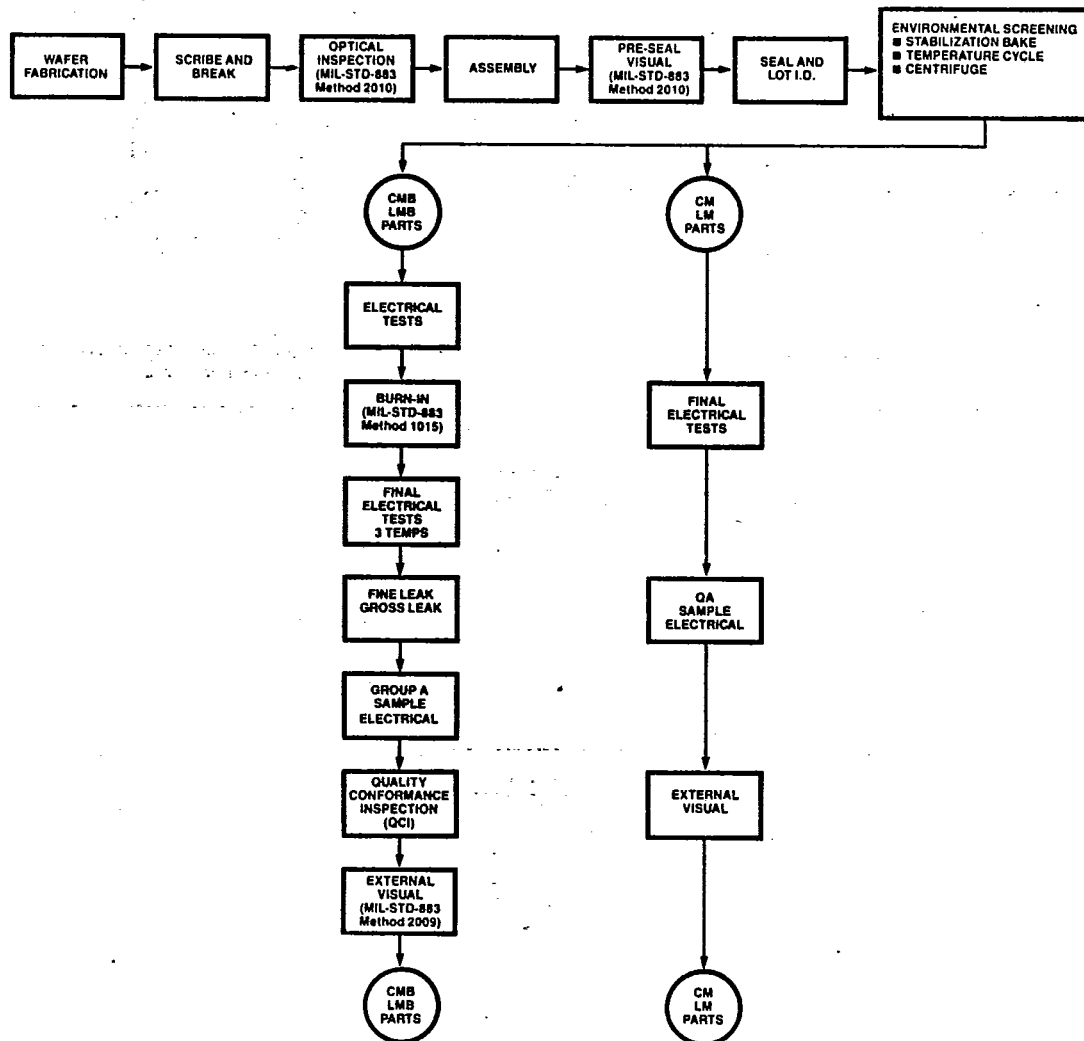 WAFER
FABRICATION
SCRIBE AND
BREAK
OPTICAL
INSPECTION
(MIL-STD-883
Method 2010)
ASSEMBLY
PRE-SEAL
VISUAL
(MIL-STD-883
Method 2010)
SEAL AND
LOT I.D.
ENVIRONMENTAL SCREENING
■ STABILIZATION BAKE
■ TEMPERATURE CYCLE
■ CENTRIFUGE
CMB
LMB
PARTS
ELECTRICAL
TESTS
BURN-IN
(MIL-STD-883
Method 1015)
FINAL
ELECTRICAL
TESTS
3 TEMPS
FINE LEAK
GROSS LEAK
GROUP A
SAMPLE
ELECTRICAL
QUALITY
CONFORMANCE
INSPECTION
(QCI)
EXTERNAL
VISUAL
(MIL-STD-883
Method 2009)
CMB
LMB
PARTS
CM
LM
PARTS
FINAL
ELECTRICAL
TESTS
QA
SAMPLE
ELECTRICAL
EXTERNAL
VISUAL
CM
LM
PARTS